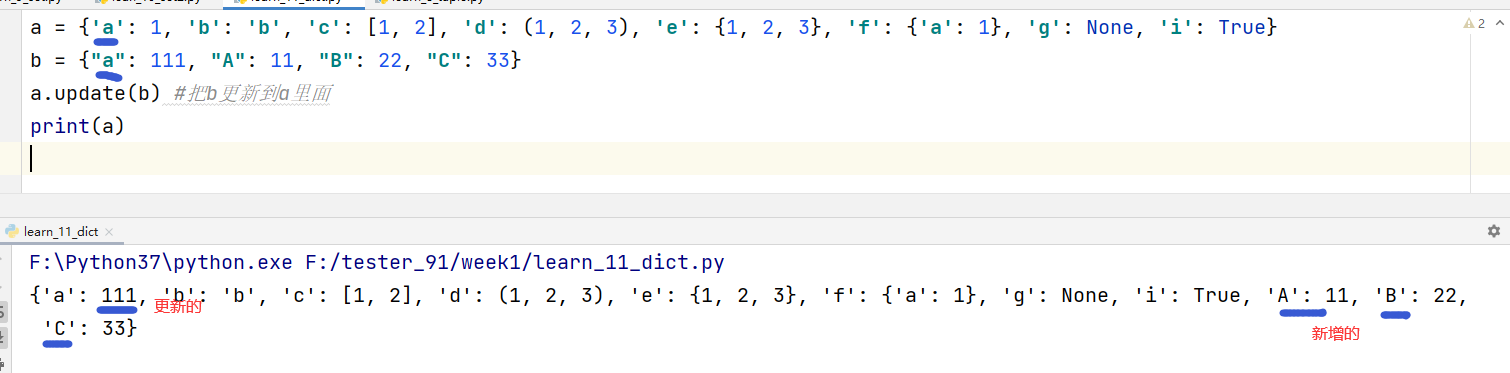 a = {'a': 1, 'b': 'b', 'c': [1, 2], 'd': (1, 2, 3), 'e': {1, 2, 3}, 'f': {'a': 1}, 'g': None, 'i': True}
2
b = {"a": 111, "A": 11, "B": 22, "C": 33}
a.update(b) #把b更新到a里面
print(a)
learn_11_dict
F:\Python37\python.exe F:/tester_91/week1/learn_11_dict.py
{'a': 111, 'b': 'b', 'c': [1, 2], 'd': (1, 2, 3), 'e': {1, 2, 3}, 'f': {'a': 1}, 'g': None, 'i': True, 'A': 11, 'B': 22,
更新的
'C': 33}
新增的